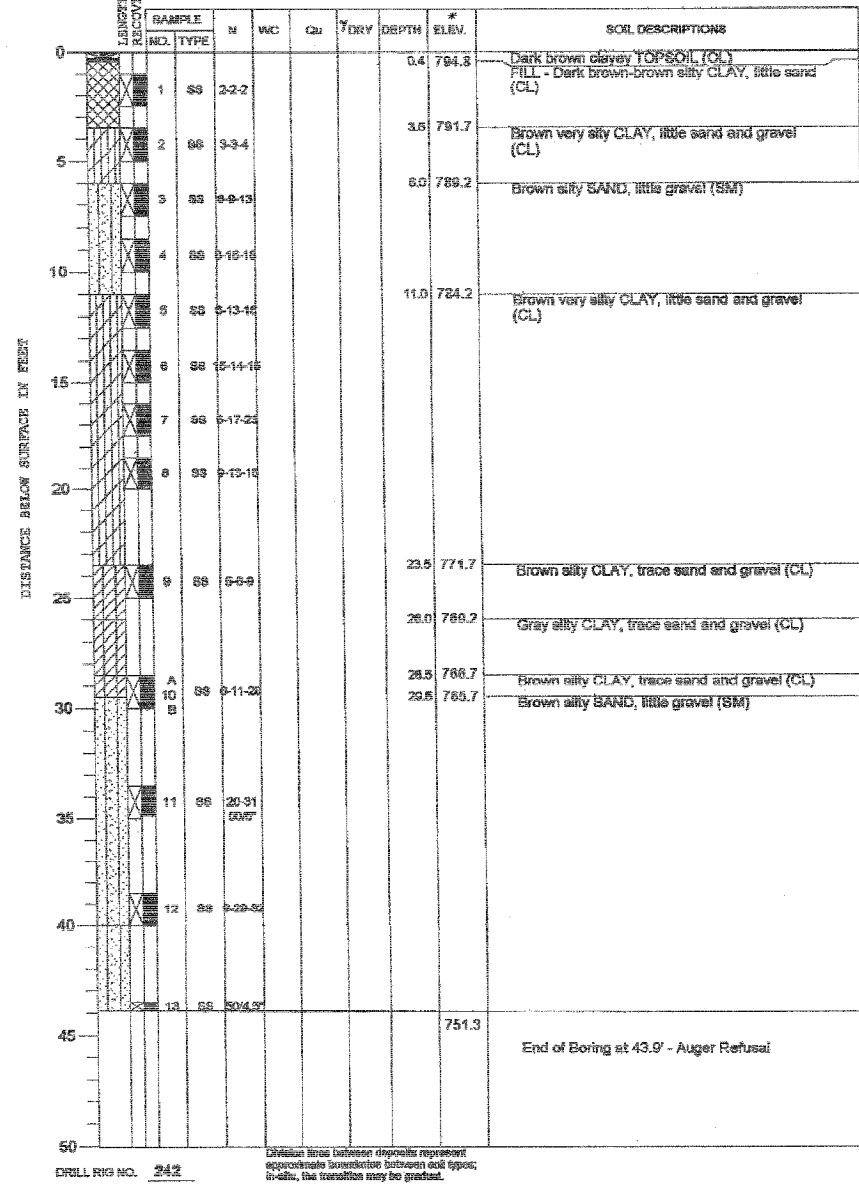 LENGTH
RECOVE
SAMPLE
NO. TYPE N WC Qu γ DRY DEPTH * ELEV. SOIL DESCRIPTIONS
DISTANCE BELOW SURFACE IN FEET
0
0.4 794.8 Dark brown clayey TOPSOIL (OL)
FILL - Dark brown-brown silty CLAY, little sand
(CL)
1 SS 2-2-2
3.5 791.7 Brown very silty CLAY, little sand and gravel
(CL)
2 SS 3-3-4
5
6.0 789.2 Brown silty SAND, little gravel (SM)
3 SS
4 SS
10
11.0 784.2 Brown very silty CLAY, little sand and gravel
(CL)
5 SS
6 SS
15
7 SS
8 SS
20
23.5 771.7 Brown silty CLAY, trace sand and gravel (CL)
9 SS
25
26.0 769.2 Gray silty CLAY, trace sand and gravel (CL)
28.5 766.7 Brown silty CLAY, trace sand and gravel (CL)
A
10 SS
B
29.5 765.7 Brown silty SAND, little gravel (SM)
30
11 SS 20-31
35
12 SS
40
13 SS 50/4.5"
751.3
45
End of Boring at 43.9' - Auger Refusal
50
DRILL RIG NO. 242
Division lines between deposits represent
approximate boundaries between soil types;
in-situ, the transition may be gradual.